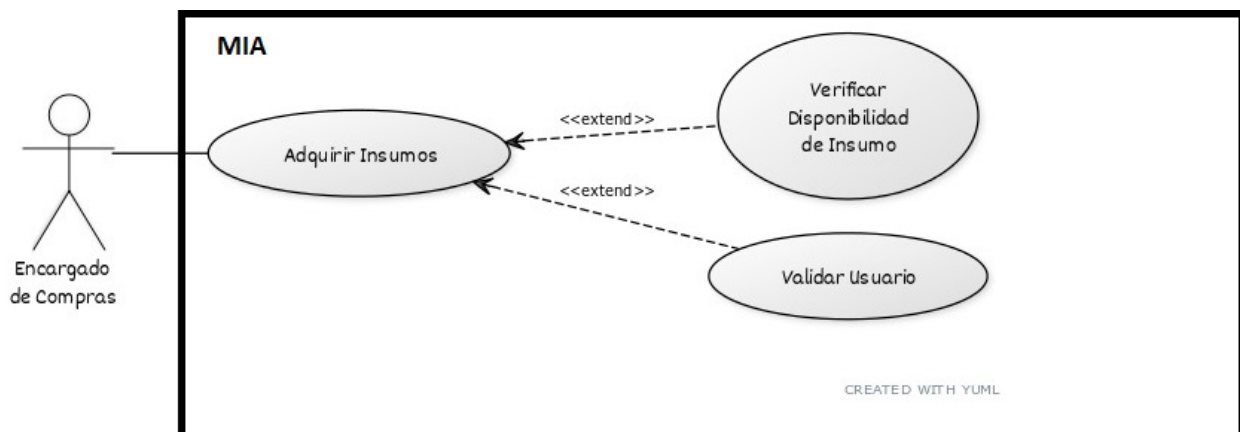 MIA
Verificar
Disponibilidad
de Insumo
<<extend>>
Adquirir Insumos
<<extend>>
Validar Usuario
Encargado
de Compras
CREATED WITH YUML